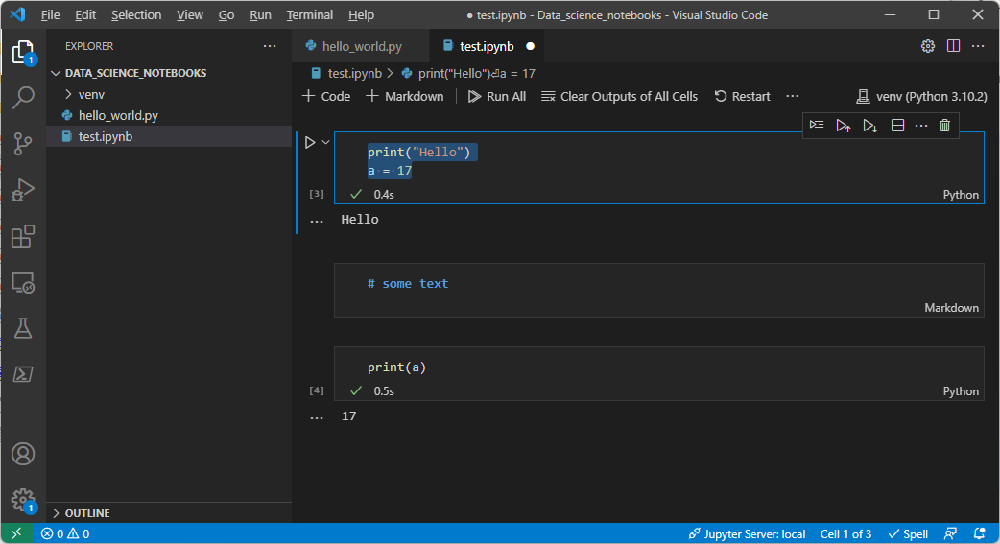 File Edit Selection View Go Run Terminal Help ● test.ipynb - Data_science_notebooks - Visual Studio Code
EXPLORER
hello_world.py test.ipynb
DATA_SCIENCE_NOTEBOOKS
venv
hello_world.py
test.ipynb
test.ipynb > print("Hello")⏎a = 17
+ Code + Markdown Run All Clear Outputs of All Cells Restart ... venv (Python 3.10.2)
print("Hello")
a = 17
[3] 0.4s Python
Hello
# some text
Markdown
print(a)
[4] 0.5s Python
17
OUTLINE
1
1
0 0 Jupyter Server: local Cell 1 of 3 Spell